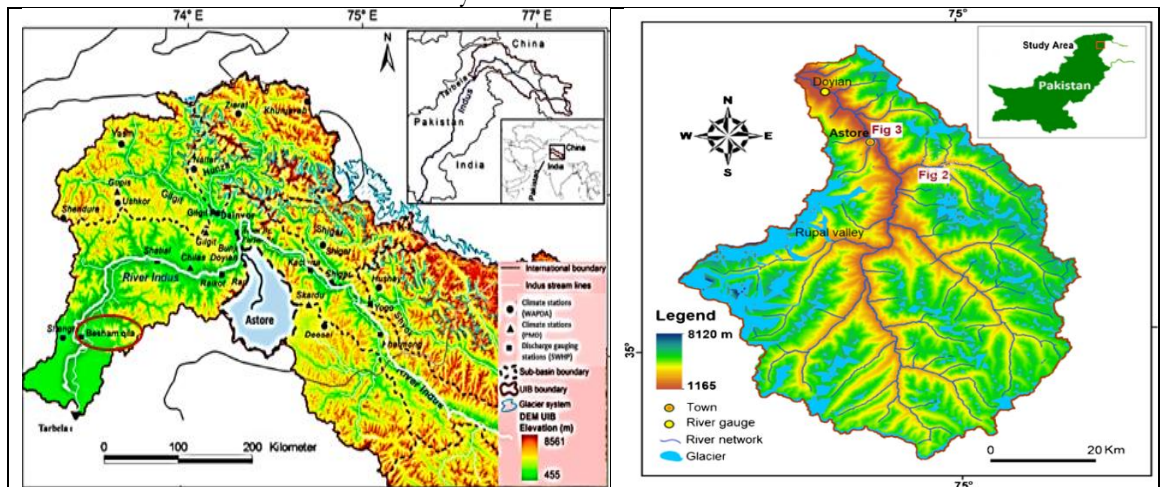 74° E
75° E
77° E
N
China
Tarbela
Indus
Pakistan
India
China
India
Pakistan
Ziarat
Khunjerab
Yasin
Naltar
Hunza
Gupis
Ushkor
Gilgit
Shendure
Dainyor
Gilgit
Shatial
Chilas
Bunji
Doyian
River Indus
Raikot
Shigar
Shigar
Kachura
Hushey
Skardu
Yogo
Shyok
Deosai
Kharmong
River Indus
Astore
Besham qila
Tarbela
0 100 200
Kilometer
International boundary
Indus stream lines
Climate stations
(WAPDA)
Climate stations
(PMD)
Discharge gauging
stations (SWHP)
Sub-basin boundary
UIB boundary
Glacier system
DEM UIB
Elevation (m)
8561
455
75°
Study Area
Pakistan
N
W E
S
Doyian
Astore
Fig 3
Fig 2
Rupal valley
Legend
8120 m
1165
Town
River gauge
River network
Glacier
35°
35°
0 20 Km
75°